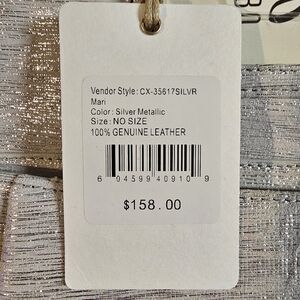 Vendor Style: CX-35617SILVR
Mari
Color: Silver Metallic
Size: NO SIZE
100% GENUINE LEATHER
6 04599 40910 9
$158.00